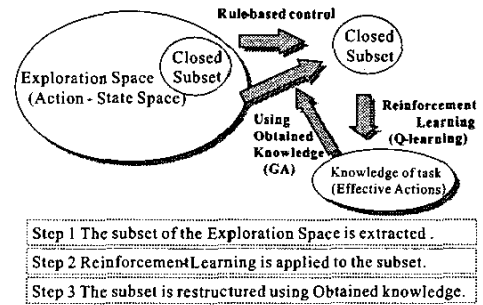 Rule-based control
Closed
Subset
Closed
Subset
Exploration Space
(Action - State Space)
Using
Obtained
Knowledge
(GA)
Reinforcement
Learning
(Q-learning)
Knowledge of task
(Effective Actions)
Step 1 The subset of the Exploration Space is extracted .
Step 2 Reinforcement Learning is applied to the subset.
Step 3 The subset is restructured using Obtained knowledge.